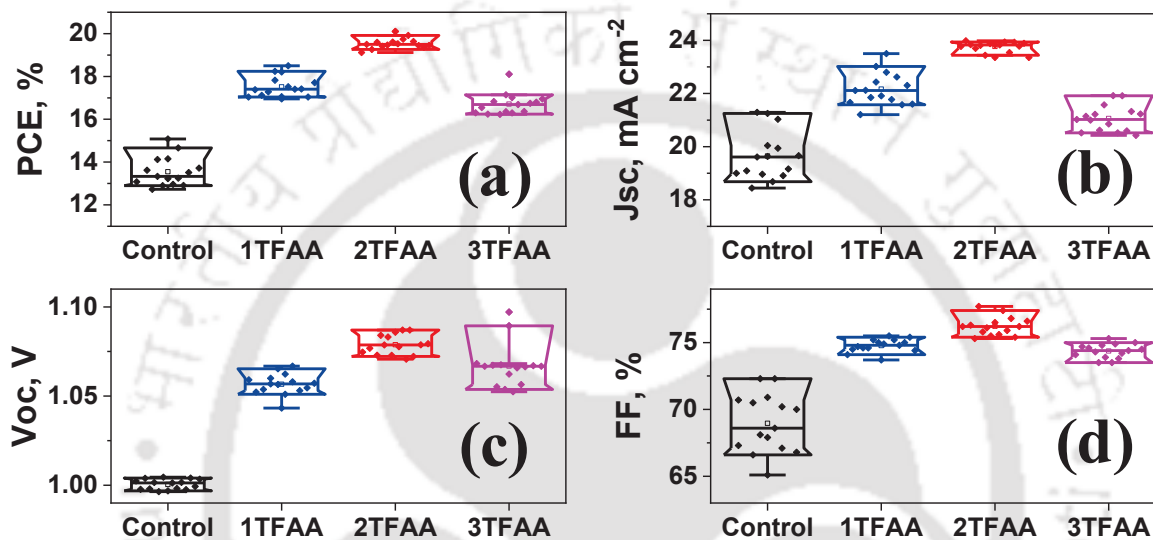 PCE, %
20
18
16
14
12
(a)
Control 1TFAA 2TFAA 3TFAA
Jsc, mA cm-2
24
22
20
18
(b)
Control 1TFAA 2TFAA 3TFAA
Voc, V
1.10
1.05
1.00
(c)
Control 1TFAA 2TFAA 3TFAA
FF, %
75
70
65
(d)
Control 1TFAA 2TFAA 3TFAA